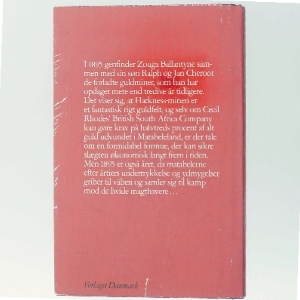 I 1895 genfinder Zouga Ballantyne sam-
men med sin søn Ralph og Jan Cheroot
de forladte guldminer, som han har
opdaget mere end tredive år tidligere.
Det viser sig, at Harkness-minen er
et fantastisk rigt guldfelt, og selv om Cecil
Rhodes' British South Africa Company
kan gøre krav på halvtreds procent af alt
guld udvundet i Matabeleland, er der tale
om en formidabel formue, der kan sikre
slægten økonomisk langt frem i tiden.
Men 1895 er også året, da matabelerne
efter årtiers undertrykkelse og ydmygelser
griber til våben og samler sig til kamp
mod de hvide magthavere…
Forlaget Danmark